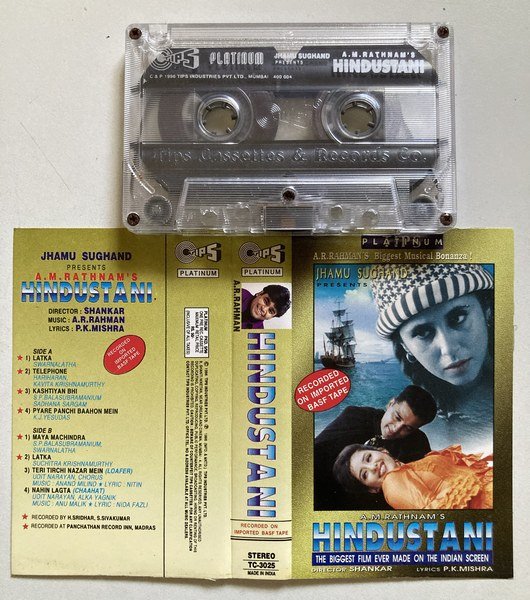 TIPS
PLATINUM
JHAMU SUGHAND
PRESENTS
A.M.RATHNAM'S
HINDUSTANI
C & P 1996 TIPS INDUSTRIES PVT LTD., MUMBAI 400 004
Tips Cassettes & Records Co.
JHAMU SUGHAND
PRESENTS
A.M.RATHNAM'S
HINDUSTANI
DIRECTOR : SHANKAR
MUSIC : A.R.RAHMAN
LYRICS : P.K.MISHRA
RECORDED ON IMPORTED BASF TAPE
SIDE A
★ 1) LATKA
SWARNALATHA
★ 2) TELEPHONE
HARIHARAN,
KAVITA KRISHNAMURTHY
★ 3) KASHTIYAN BHI
S.P.BALASUBRAMANIUM
SADHANA SARGAM
★ 4) PYARE PANCHI BAAHON MEIN
K.J.YESUDAS
SIDE B
★ 1) MAYA MACHINDRA
S.P.BALASUBRAMANIUM,
SWARNALATHA
★ 2) LATKA
SUCHITRA KRISHNAMURTHY
3) TERI TIRCHI NAZAR MEIN (LOAFER)
UDIT NARAYAN, CHORUS
MUSIC : ANAND MILIND ★ LYRIC : NITIN
4) NAHIN LAGTA (CHAAHAT)
UDIT NARAYAN, ALKA YAGNIK
MUSIC : ANU MALIK ★ LYRIC : NIDA FAZLI
★ RECORDED BY H.SRIDHAR, S.SIVAKUMAR
★ RECORDED AT PANCHATHAN RECORD INN, MADRAS
TIPS
PLATINUM
TIPS
PLATINUM
A.R.RAHMAN
HINDUSTANI
RECORDED ON
IMPORTED BASF TAPE
STEREO
TC-3025
MADE IN INDIA
PLATINUM
A.R.RAHMAN'S Biggest Musical Bonanza !
JHAMU SUGHAND
PRESENTS
RECORDED
ON IMPORTED
BASF TAPE
A.M.RATHNAM'S
HINDUSTANI
THE BIGGEST FILM EVER MADE ON THE INDIAN SCREEN
DIRECTOR SHANKAR LYRICS P.K.MISHRA